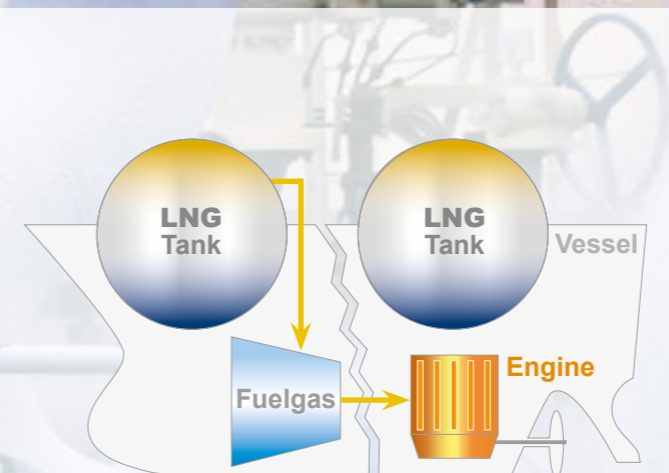 LNG
Tank
LNG
Tank
Vessel
Engine
Fuelgas